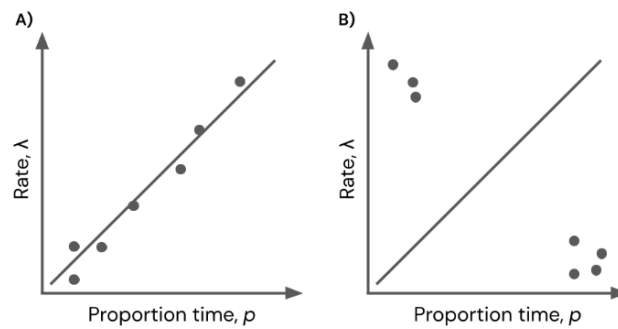 A)
Rate, λ
Proportion time, p
B)
Rate, λ
Proportion time, p